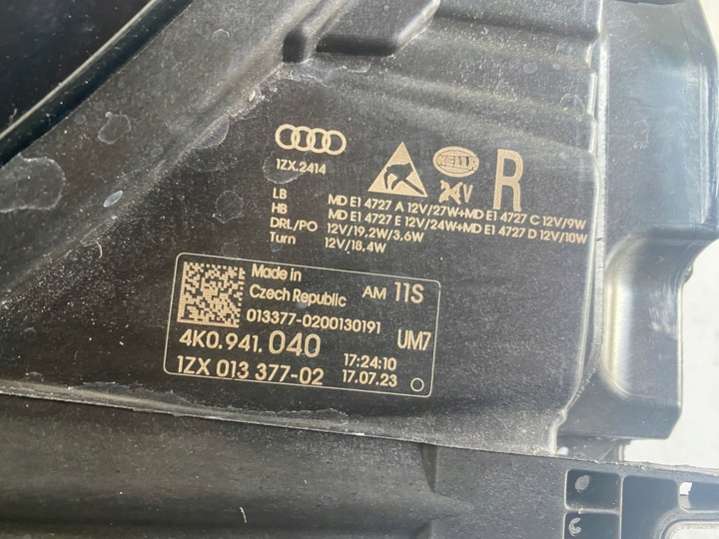 1ZX.2414
HELLA
24V
R
LB MD E1 4727 A 12V/27W+MD E1 4727 C 12V/9W
HB MD E1 4727 E 12V/24W+MD E1 4727 D 12V/10W
DRL/PO 12V/19,2W/3,6W
Turn 12V/18,4W
Made in
Czech Republic AM 11S
013377-0200130191
4K0.941.040 UM7
17:24:10
1ZX 013 377-02 17.07.23